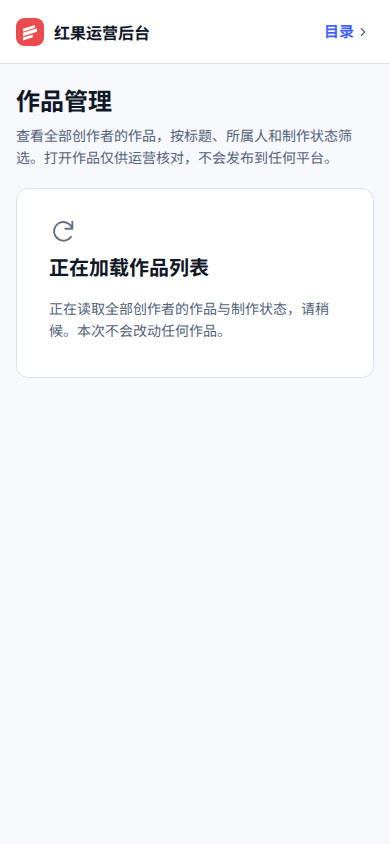 红果运营后台
目录
作品管理
查看全部创作者的作品，按标题、所属人和制作状态筛
选。打开作品仅供运营核对，不会发布到任何平台。
正在加载作品列表
正在读取全部创作者的作品与制作状态，请稍
候。本次不会改动任何作品。